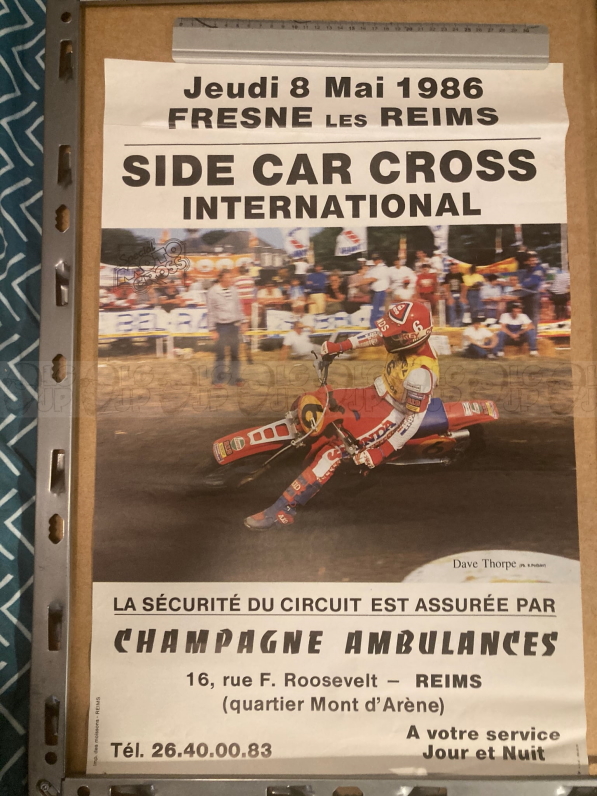 Jeudi 8 Mai 1986
FRESNE LES REIMS
SIDE CAR CROSS
INTERNATIONAL
6
HONDA
Dave Thorpe
LA SÉCURITÉ DU CIRCUIT EST ASSURÉE PAR
CHAMPAGNE AMBULANCES
16, rue F. Roosevelt – REIMS
(quartier Mont d'Arène)
A votre service
Tél. 26.40.00.83
Jour et Nuit